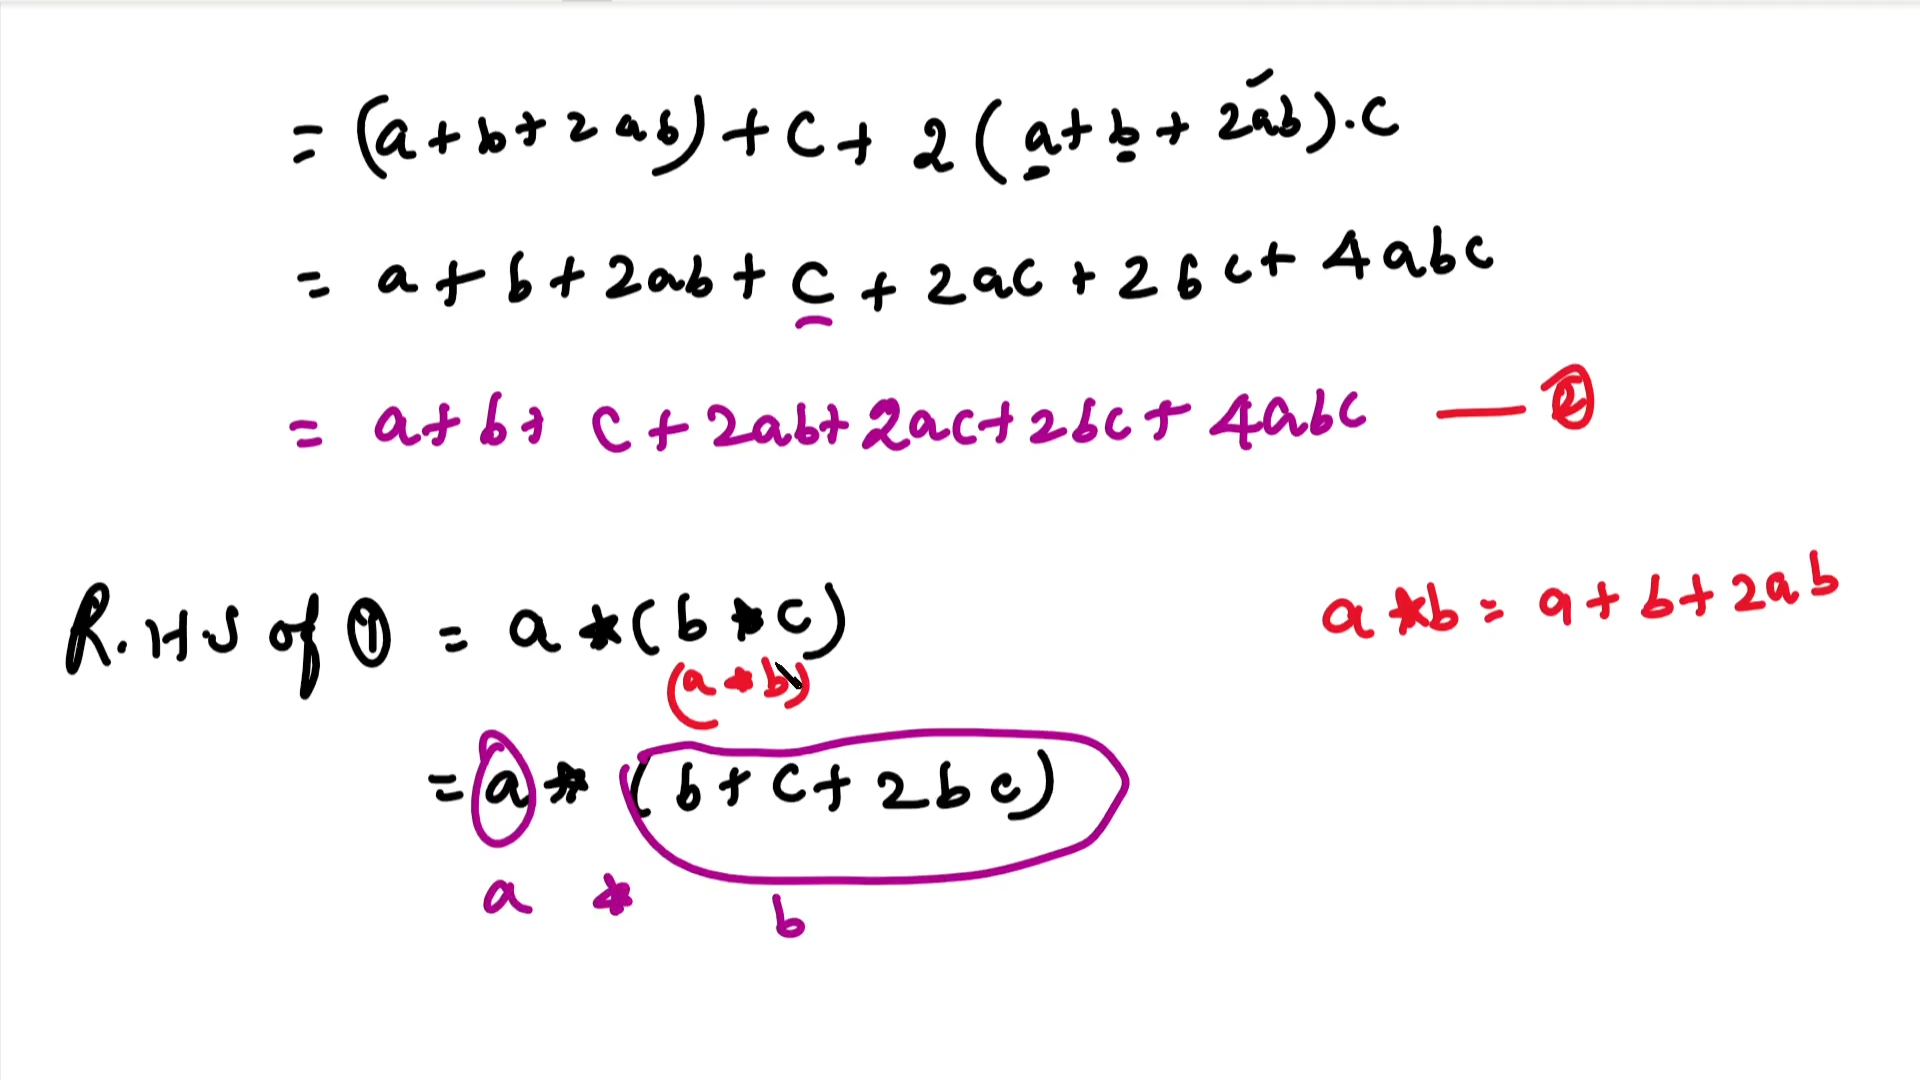 = (a + b + 2ab) + c + 2(a + b + 2ab).c
= a + b + 2ab + c + 2ac + 2bc + 4abc
= a + b + c + 2ab + 2ac + 2bc + 4abc — ②
R.H.S of ① = a * (b * c)
a * b = a + b + 2ab
(a * b)
= a * (b + c + 2bc)
a * b